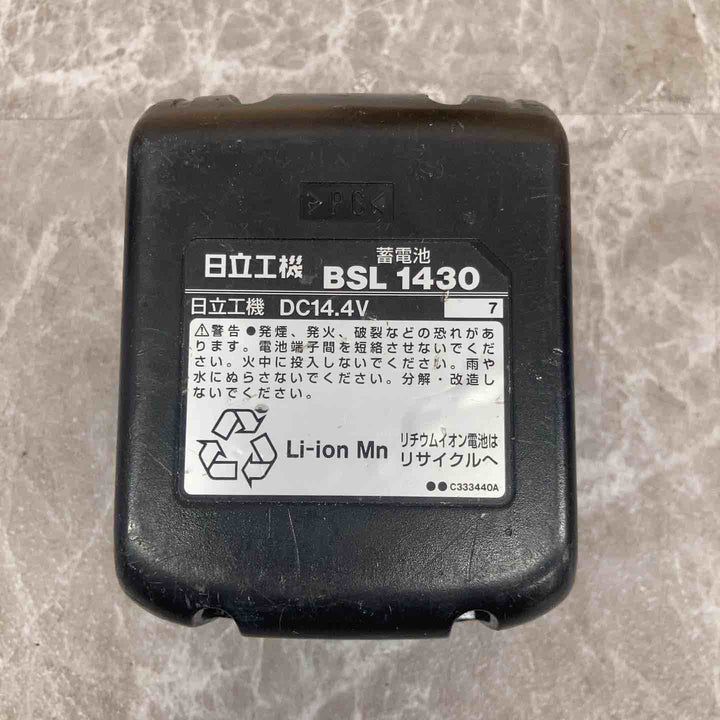 >PC<
蓄電池
日立工機 BSL 1430
日立工機 DC14.4V 7
⚠警告●発煙、発火、破裂などの恐れがあ
ります。電池端子間を短絡させないでくだ
さい。火中に投入しないでください。雨や
水にぬらさないでください。分解・改造し
ないでください。
Li-ion Mn
リチウムイオン電池は
リサイクルへ
●●C333440A